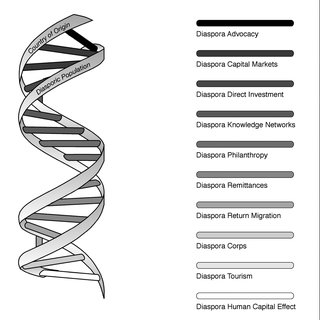 Country of Origin
Diasporic Population
Diaspora Advocacy
Diaspora Capital Markets
Diaspora Direct Investment
Diaspora Knowledge Networks
Diaspora Philanthropy
Diaspora Remittances
Diaspora Return Migration
Diaspora Corps
Diaspora Tourism
Diaspora Human Capital Effect